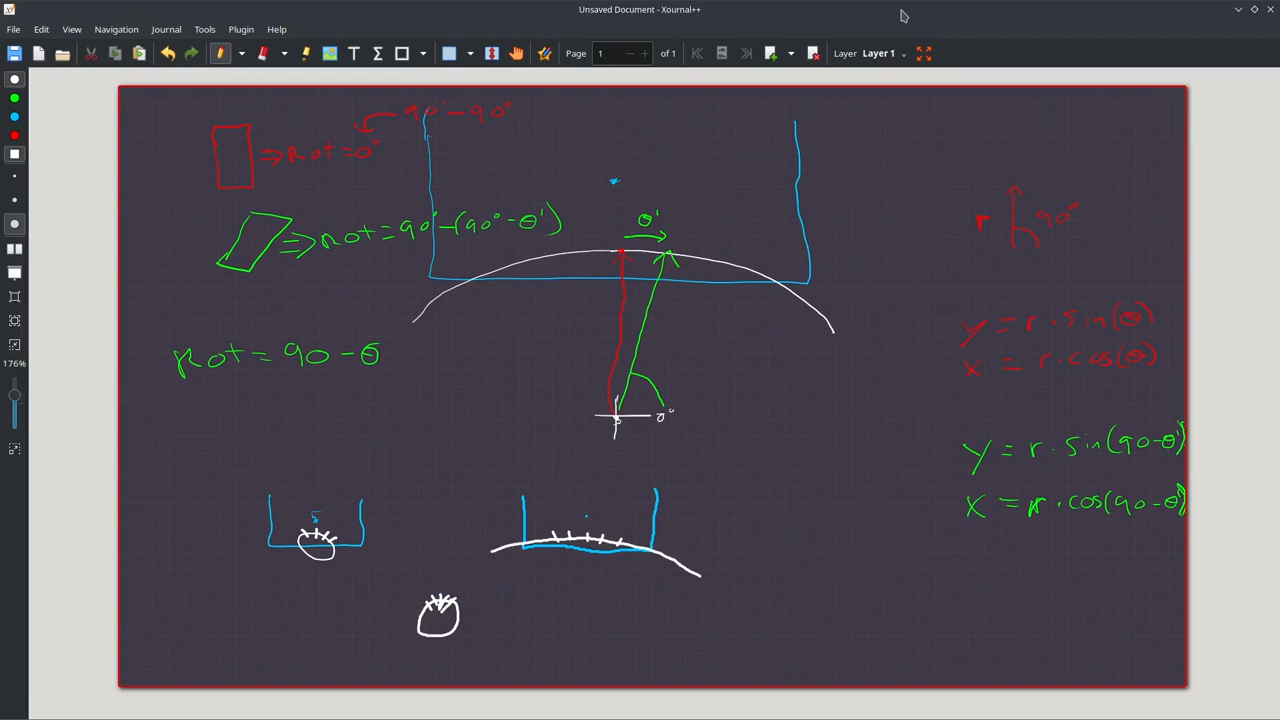 Unsaved Document - Xournal++
File Edit View Navigation Journal Tools Plugin Help
Page 1 of 1 Layer Layer 1
176%
90° - 90°
⇒ Rot = 0°
⇒ Rot = 90° - (90° - θ')
θ'
r 90°
y = r · sin(θ)
x = r · cos(θ)
Rot = 90 - θ
0°
y = r · sin(90 - θ')
x = r · cos(90 - θ')